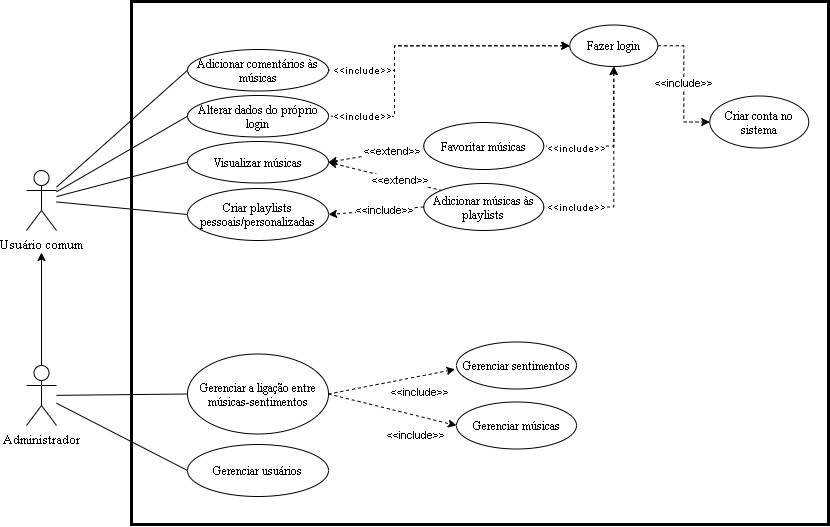 Fazer login
Adicionar comentários às
músicas
<<include>>
<<include>>
Alterar dados do próprio
login
<<include>>
Criar conta no
sistema
Favoritar músicas
<<extend>>
<<include>>
Visualizar músicas
<<extend>>
Adicionar músicas às
playlists
<<include>>
<<include>>
Criar playlists
pessoais/personalizadas
Usuário comum
Gerenciar sentimentos
Gerenciar a ligação entre
músicas-sentimentos
<<include>>
Gerenciar músicas
<<include>>
Administrador
Gerenciar usuários